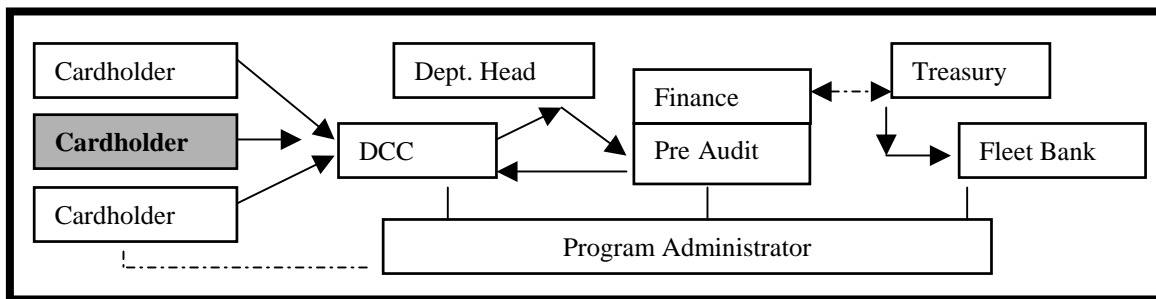 Cardholder
Dept. Head
Treasury
Finance
Cardholder
DCC
Pre Audit
Fleet Bank
Cardholder
Program Administrator